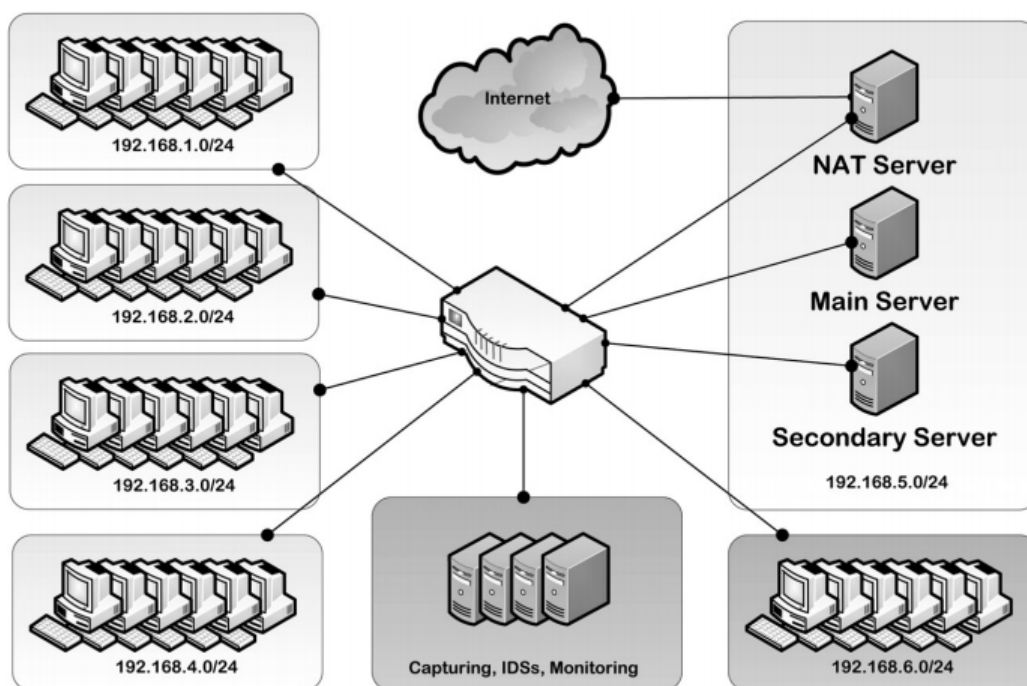 192.168.1.0/24
Internet
NAT Server
192.168.2.0/24
Main Server
192.168.3.0/24
Secondary Server
192.168.5.0/24
192.168.4.0/24
Capturing, IDSs, Monitoring
192.168.6.0/24